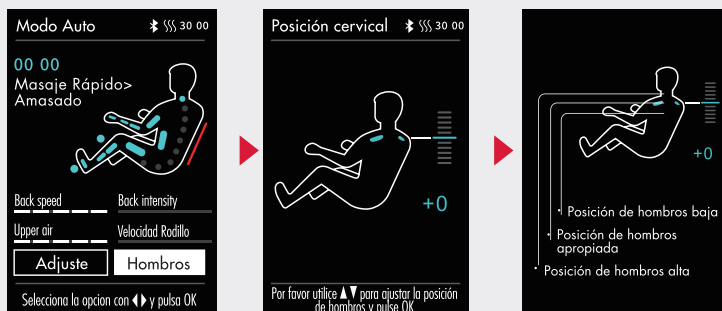 Modo Auto 30 00
00 00
Masaje Rápido>
Amasado
Back speed Back intensity
Upper air Velocidad Rodillo
Adjuste Hombros
Selecciona la opcion con ◀▶ y pulsa OK
Posición cervical 30 00
+0
Por favor utilice ▲▼ para ajustar la posición
de hombros y pulse OK
+0
· Posición de hombros baja
· Posición de hombros
apropiada
· Posición de hombros alta